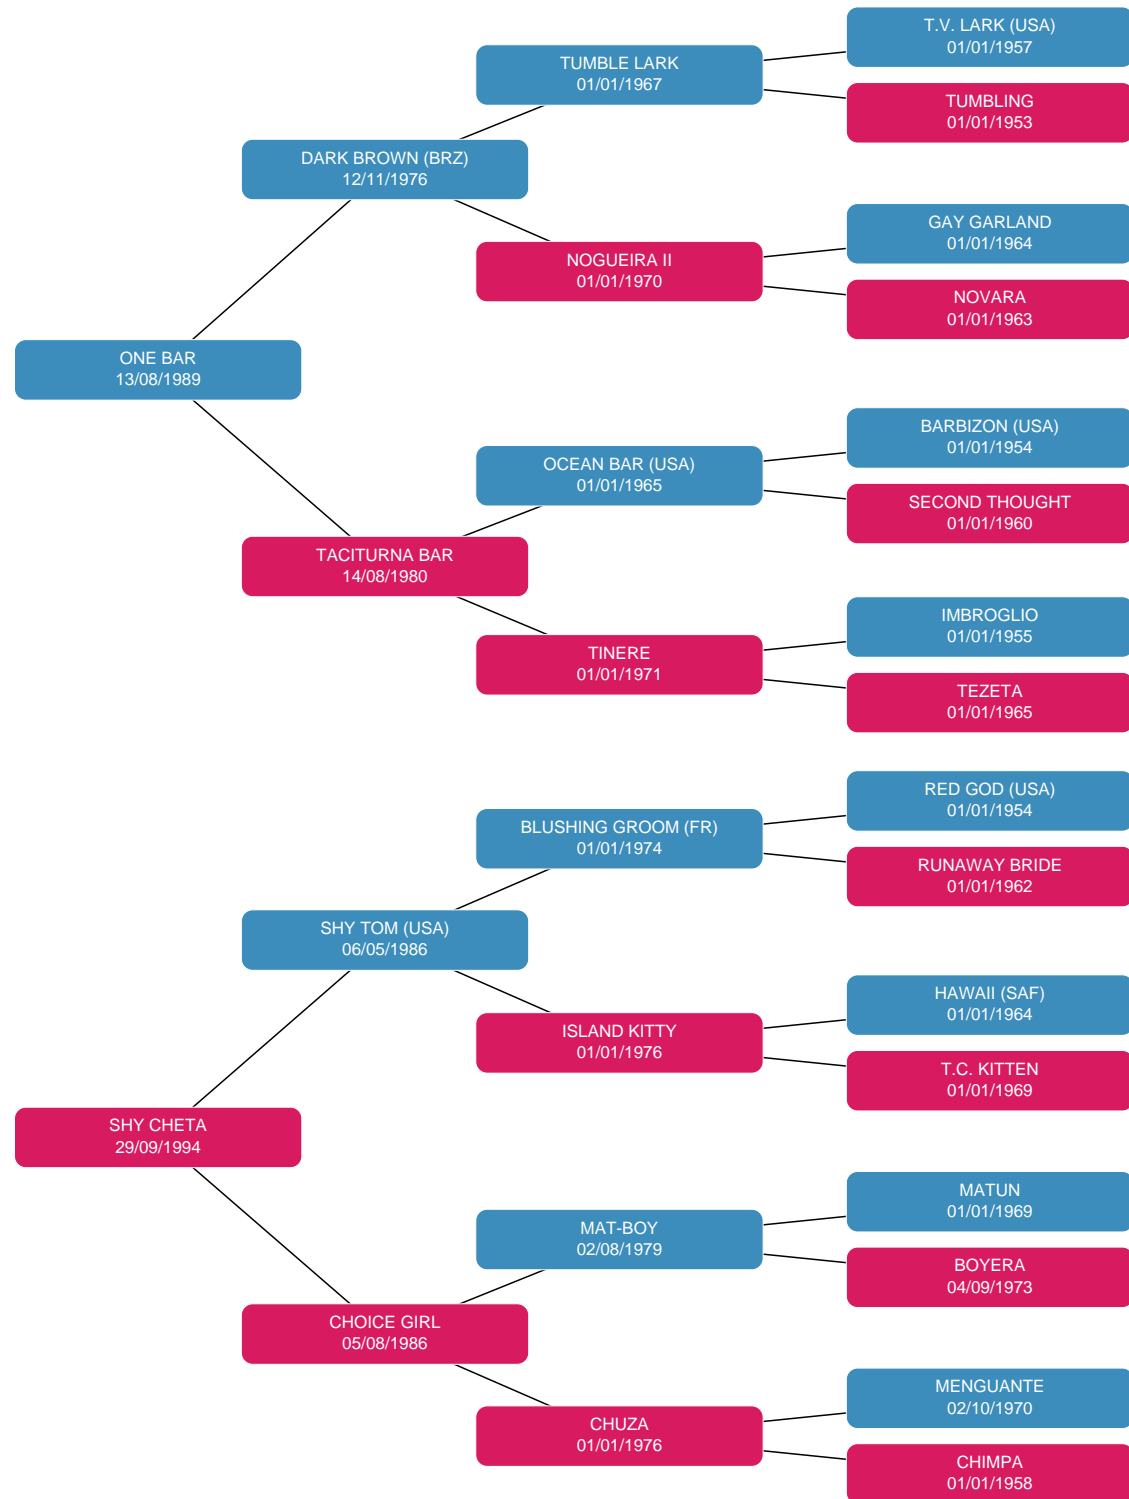 T.V. LARK (USA)
01/01/1957
TUMBLE LARK
01/01/1967
TUMBLING
01/01/1953
DARK BROWN (BRZ)
12/11/1976
GAY GARLAND
01/01/1964
NOGUEIRA II
01/01/1970
NOVARA
01/01/1963
ONE BAR
13/08/1989
BARBIZON (USA)
01/01/1954
OCEAN BAR (USA)
01/01/1965
SECOND THOUGHT
01/01/1960
TACITURNA BAR
14/08/1980
IMBROGLIO
01/01/1955
TINERE
01/01/1971
TEZETA
01/01/1965
RED GOD (USA)
01/01/1954
BLUSHING GROOM (FR)
01/01/1974
RUNAWAY BRIDE
01/01/1962
SHY TOM (USA)
06/05/1986
HAWAII (SAF)
01/01/1964
ISLAND KITTY
01/01/1976
T.C. KITTEN
01/01/1969
SHY CHETA
29/09/1994
MATUN
01/01/1969
MAT-BOY
02/08/1979
BOYERA
04/09/1973
CHOICE GIRL
05/08/1986
MENGUANTE
02/10/1970
CHUZA
01/01/1976
CHIMPA
01/01/1958